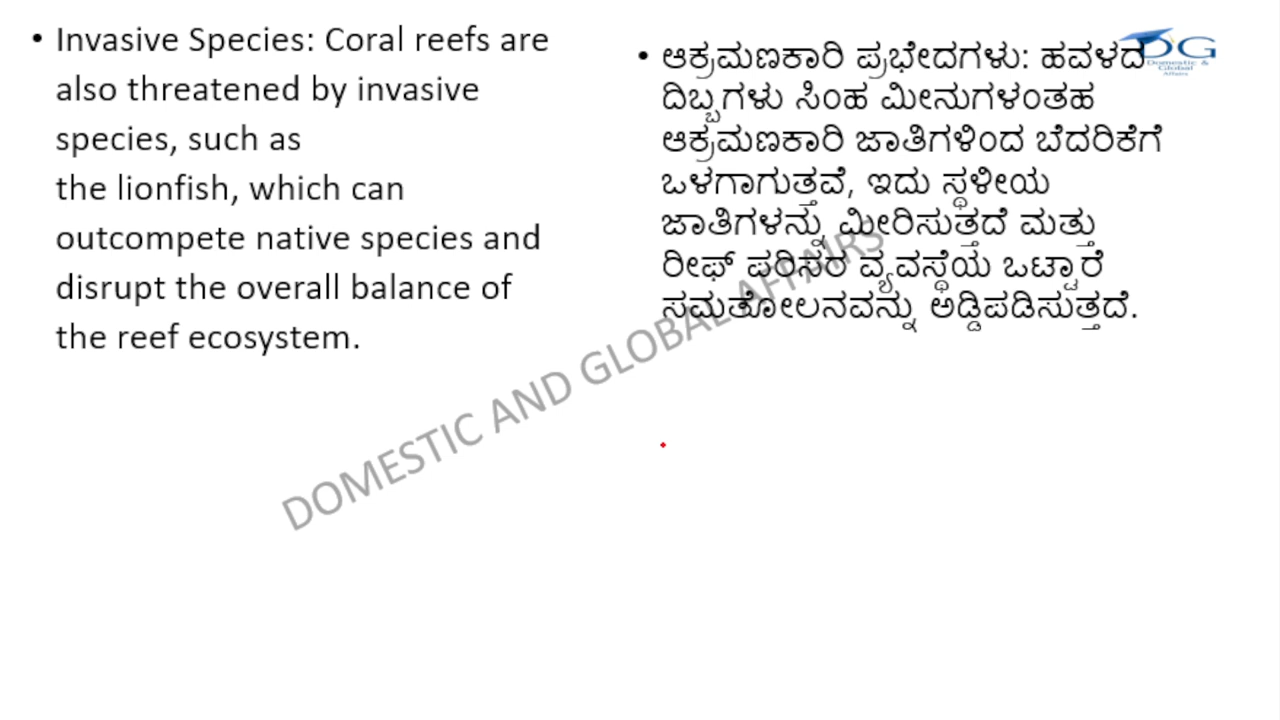 • Invasive Species: Coral reefs are
also threatened by invasive
species, such as
the lionfish, which can
outcompete native species and
disrupt the overall balance of
the reef ecosystem.
• ಆಕ್ರಮಣಕಾರಿ ಪ್ರಭೇದಗಳು: ಹವಳದ
ದಿಬ್ಬಗಳು ಸಿಂಹ ಮೀನುಗಳಂತಹ
ಆಕ್ರಮಣಕಾರಿ ಜಾತಿಗಳಿಂದ ಬೆದರಿಕೆಗೆ
ಒಳಗಾಗುತ್ತವೆ, ಇದು ಸ್ಥಳೀಯ
ಜಾತಿಗಳನ್ನು ಮೀರಿಸುತ್ತದೆ ಮತ್ತು
ರೀಫ್ ಪರಿಸರ ವ್ಯವಸ್ಥೆಯ ಒಟ್ಟಾರೆ
ಸಮತೋಲನವನ್ನು ಅಡ್ಡಿಪಡಿಸುತ್ತದೆ.
DG
Domestic &
Global
Affairs
DOMESTIC AND GLOBAL AFFAIRS